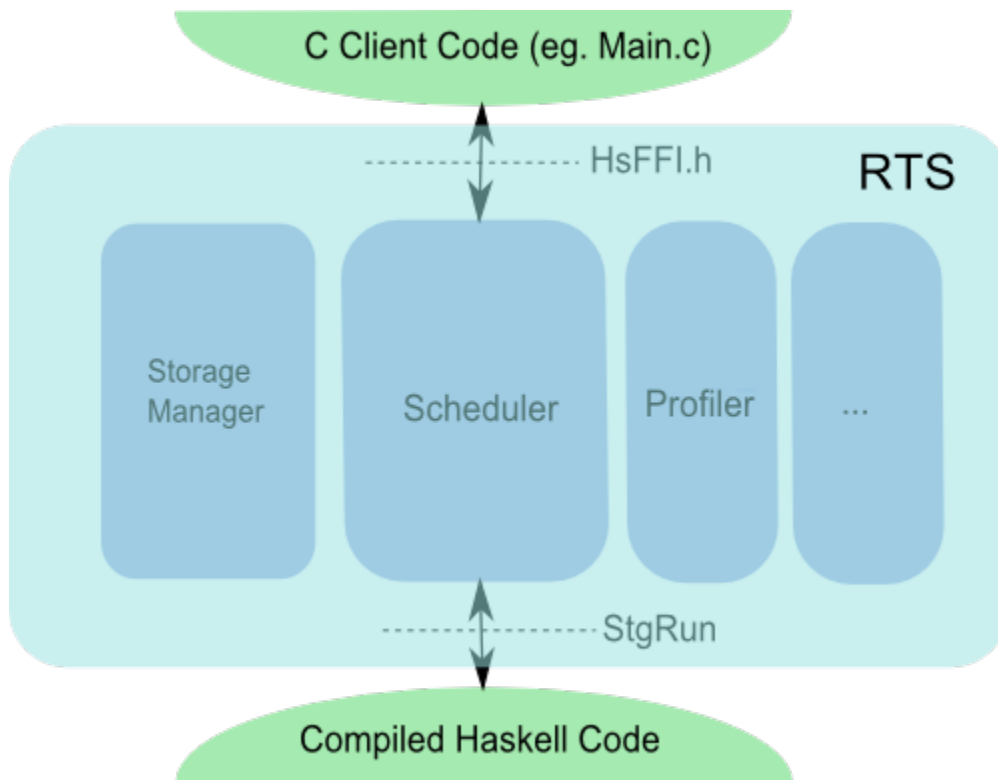 C Client Code (eg. Main.c)
HsFFI.h
RTS
Storage
Manager
Scheduler
Profiler
...
StgRun
Compiled Haskell Code